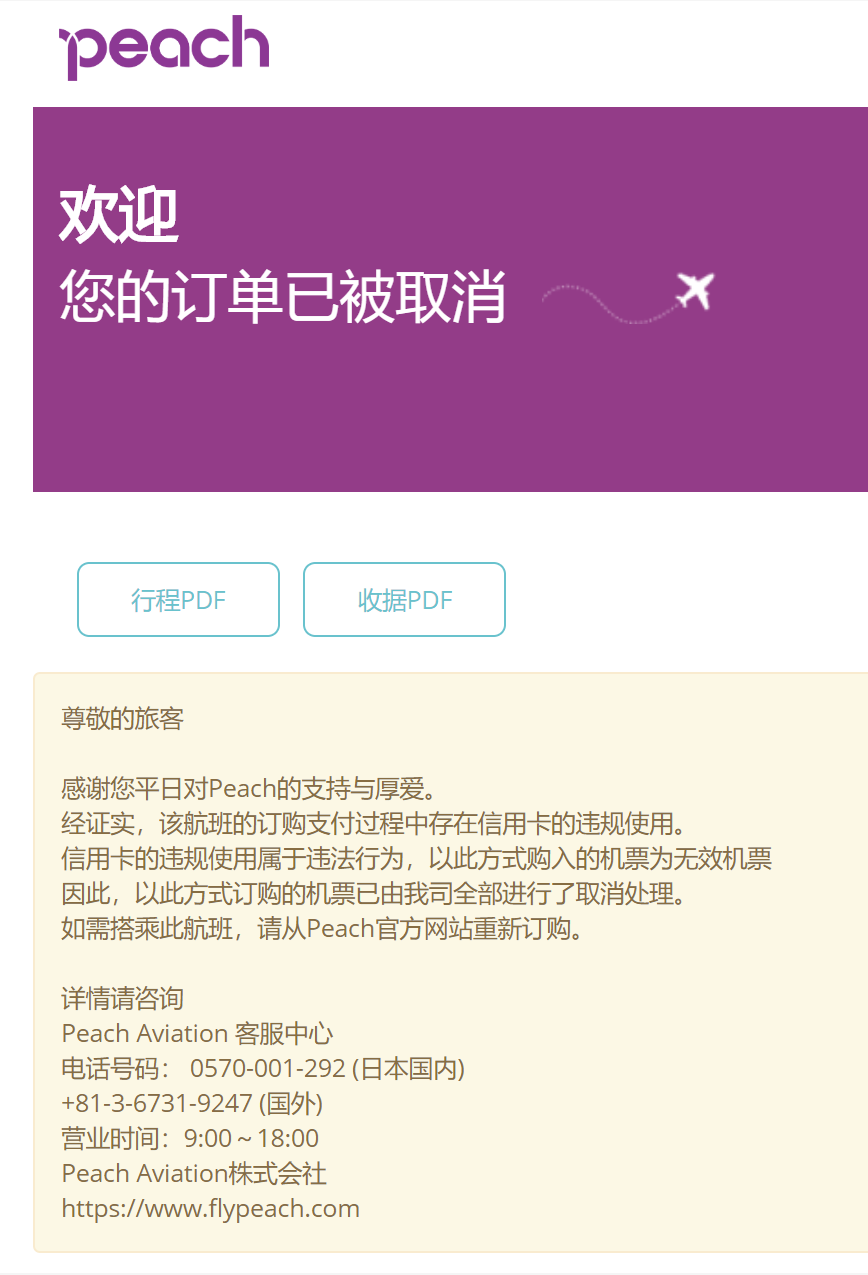 peach
欢迎
您的订单已被取消
行程PDF
收据PDF
尊敬的旅客
感谢您平日对Peach的支持与厚爱。
经证实，该航班的订购支付过程中存在信用卡的违规使用。
信用卡的违规使用属于违法行为，以此方式购入的机票为无效机票
因此，以此方式订购的机票已由我司全部进行了取消处理。
如需搭乘此航班，请从Peach官方网站重新订购。
详情请咨询
Peach Aviation 客服中心
电话号码： 0570-001-292 (日本国内)
+81-3-6731-9247 (国外)
营业时间：9:00～18:00
Peach Aviation株式会社
https://www.flypeach.com